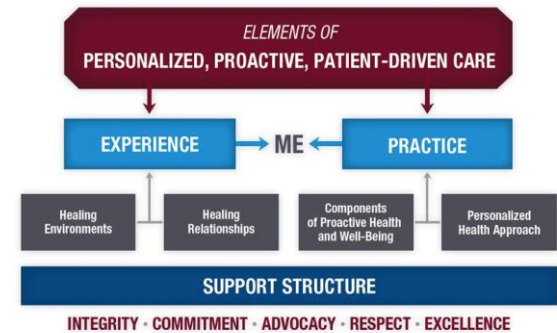 ELEMENTS OF
PERSONALIZED, PROACTIVE, PATIENT-DRIVEN CARE
EXPERIENCE
ME
PRACTICE
Healing
Environments
Healing
Relationships
Components
of Proactive Health
and Well-Being
Personalized
Health Approach
SUPPORT STRUCTURE
INTEGRITY • COMMITMENT • ADVOCACY • RESPECT • EXCELLENCE